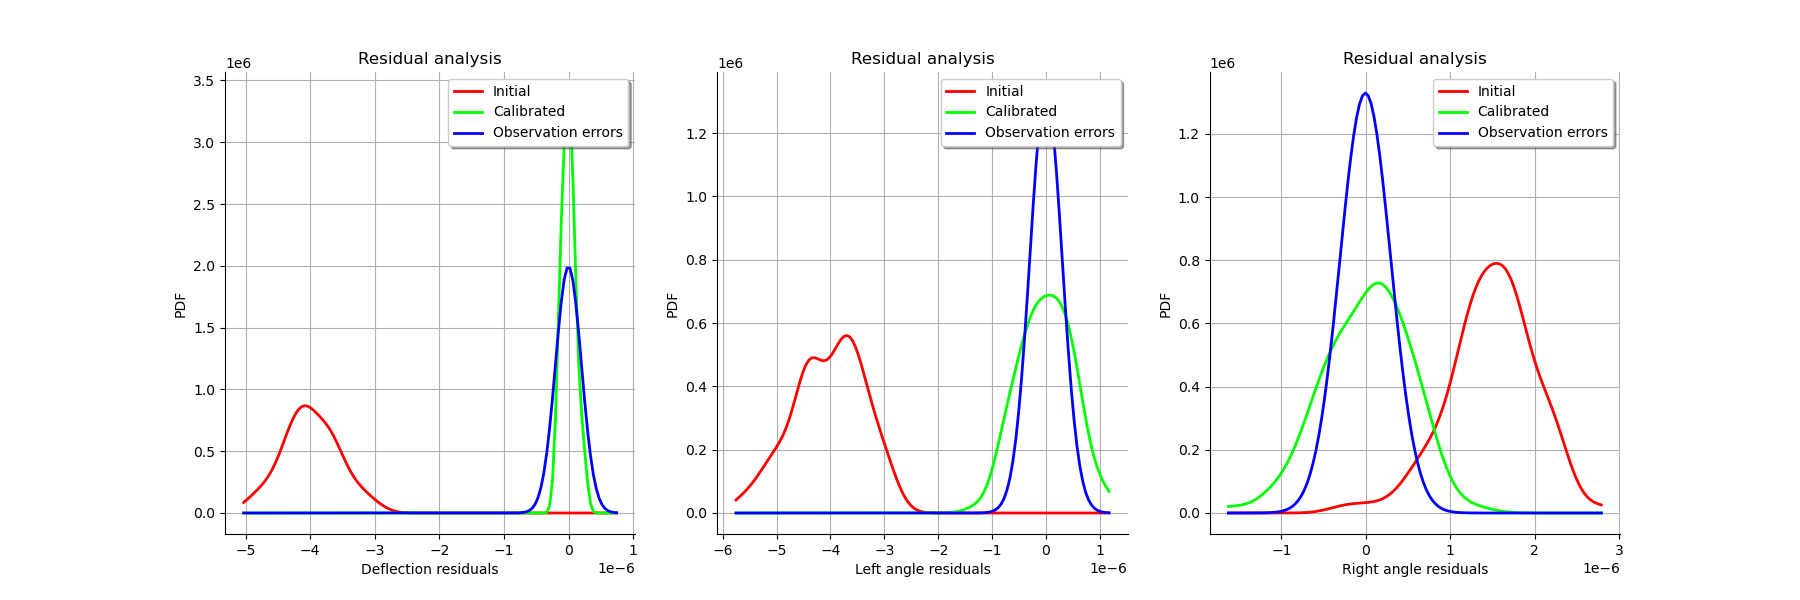 Residual analysis
1e6
3.5
3.0
2.5
2.0
1.5
1.0
0.5
0.0
PDF
Initial
Calibrated
Observation errors
−5 −4 −3 −2 −1 0 1
Deflection residuals
1e−6
Residual analysis
1e6
1.2
1.0
0.8
0.6
0.4
0.2
0.0
PDF
Initial
Calibrated
Observation errors
−6 −5 −4 −3 −2 −1 0 1
Left angle residuals
1e−6
Residual analysis
1e6
1.2
1.0
0.8
0.6
0.4
0.2
0.0
PDF
Initial
Calibrated
Observation errors
−1 0 1 2 3
Right angle residuals
1e−6